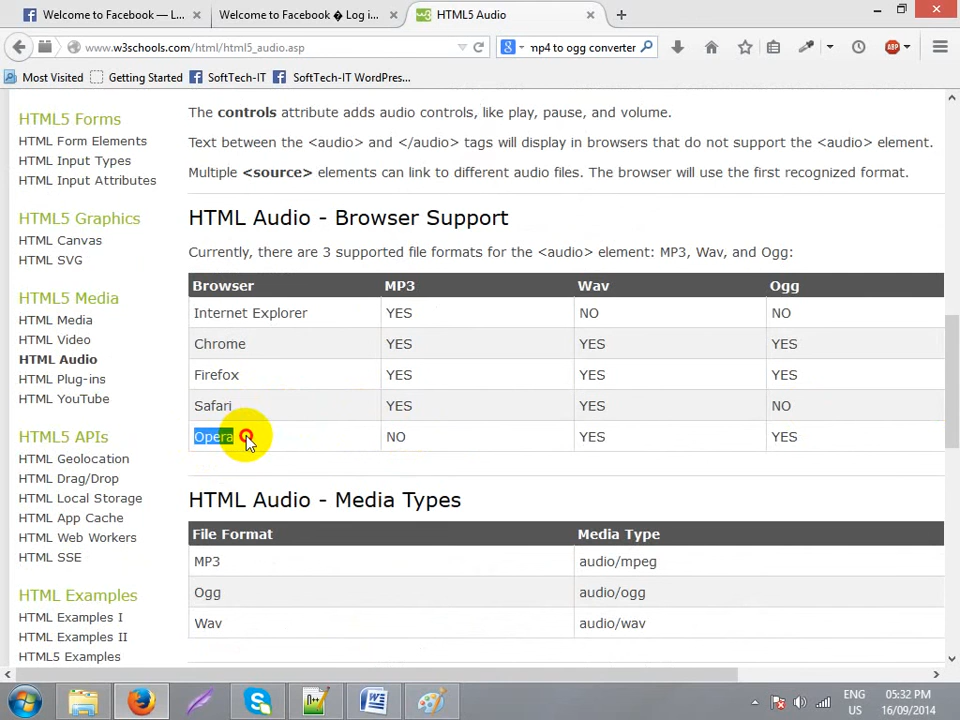 Welcome to Facebook — L...
Welcome to Facebook � Log i...
HTML5 Audio
www.w3schools.com/html/html5_audio.asp
mp4 to ogg converter
ABP
Most Visited
Getting Started
SoftTech-IT
SoftTech-IT WordPres...
HTML5 Forms
HTML Form Elements
HTML Input Types
HTML Input Attributes
HTML5 Graphics
HTML Canvas
HTML SVG
HTML5 Media
HTML Media
HTML Video
HTML Audio
HTML Plug-ins
HTML YouTube
HTML5 APIs
HTML Geolocation
HTML Drag/Drop
HTML Local Storage
HTML App Cache
HTML Web Workers
HTML SSE
HTML Examples
HTML Examples I
HTML Examples II
HTML5 Examples
The controls attribute adds audio controls, like play, pause, and volume.
Text between the <audio> and </audio> tags will display in browsers that do not support the <audio> element.
Multiple <source> elements can link to different audio files. The browser will use the first recognized format.
HTML Audio - Browser Support
Currently, there are 3 supported file formats for the <audio> element: MP3, Wav, and Ogg:
Browser MP3 Wav Ogg
Internet Explorer YES NO NO
Chrome YES YES YES
Firefox YES YES YES
Safari YES YES NO
Opera NO YES YES
HTML Audio - Media Types
File Format Media Type
MP3 audio/mpeg
Ogg audio/ogg
Wav audio/wav
ENG
US
05:32 PM
16/09/2014